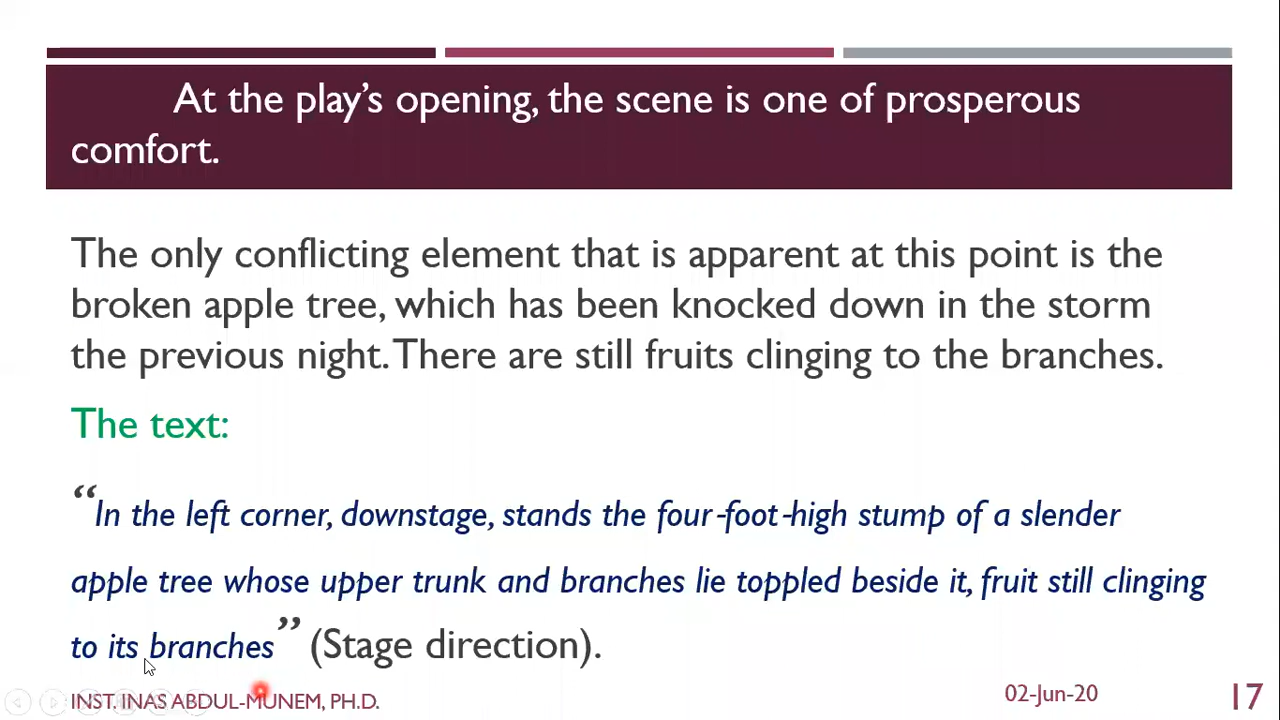 At the play’s opening, the scene is one of prosperous
comfort.
The only conflicting element that is apparent at this point is the
broken apple tree, which has been knocked down in the storm
the previous night. There are still fruits clinging to the branches.
The text:
“In the left corner, downstage, stands the four-foot-high stump of a slender
apple tree whose upper trunk and branches lie toppled beside it, fruit still clinging
to its branches” (Stage direction).
INST. INAS ABDUL-MUNEM, PH.D.
02-Jun-20
17